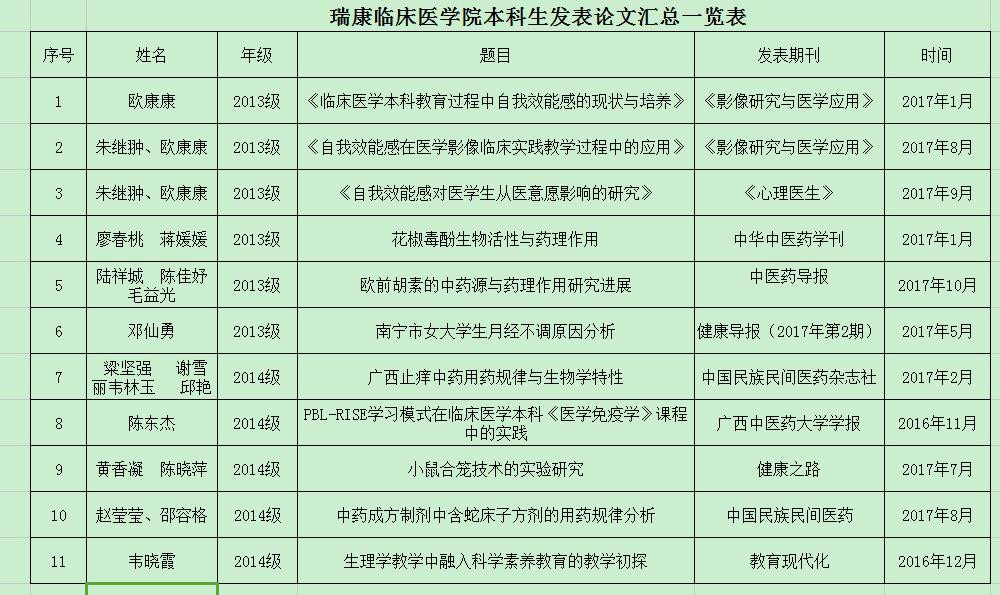 瑞康临床医学院本科生发表论文汇总一览表
序号 姓名 年级 题目 发表期刊 时间
1 欧康康 2013级 《临床医学本科教育过程中自我效能感的现状与培养》 《影像研究与医学应用》 2017年1月
2 朱继翀、欧康康 2013级 《自我效能感在医学影像临床实践教学过程中的应用》 《影像研究与医学应用》 2017年8月
3 朱继翀、欧康康 2013级 《自我效能感对医学生从医意愿影响的研究》 《心理医生》 2017年9月
4 廖春桃 蒋媛媛 2013级 花椒毒酚生物活性与药理作用 中华中医药学刊 2017年1月
5 陆祥城 陈佳妤
毛益光 2013级 欧前胡素的中药源与药理作用研究进展 中医药导报 2017年10月
6 邓仙勇 2013级 南宁市女大学生月经不调原因分析 健康导报（2017年第2期） 2017年5月
7 梁坚强 谢雪
丽韦林玉 邱艳 2014级 广西止痒中药用药规律与生物学特性 中国民族民间医药杂志社 2017年2月
8 陈东杰 2014级 PBL-RISE学习模式在临床医学本科《医学免疫学》课程
中的实践 广西中医药大学学报 2016年11月
9 黄香凝 陈晓萍 2014级 小鼠合笼技术的实验研究 健康之路 2017年7月
10 赵莹莹、邵容格 2014级 中药成方制剂中含蛇床子方剂的用药规律分析 中国民族民间医药 2017年8月
11 韦晓霞 2014级 生理学教学中融入科学素养教育的教学初探 教育现代化 2016年12月